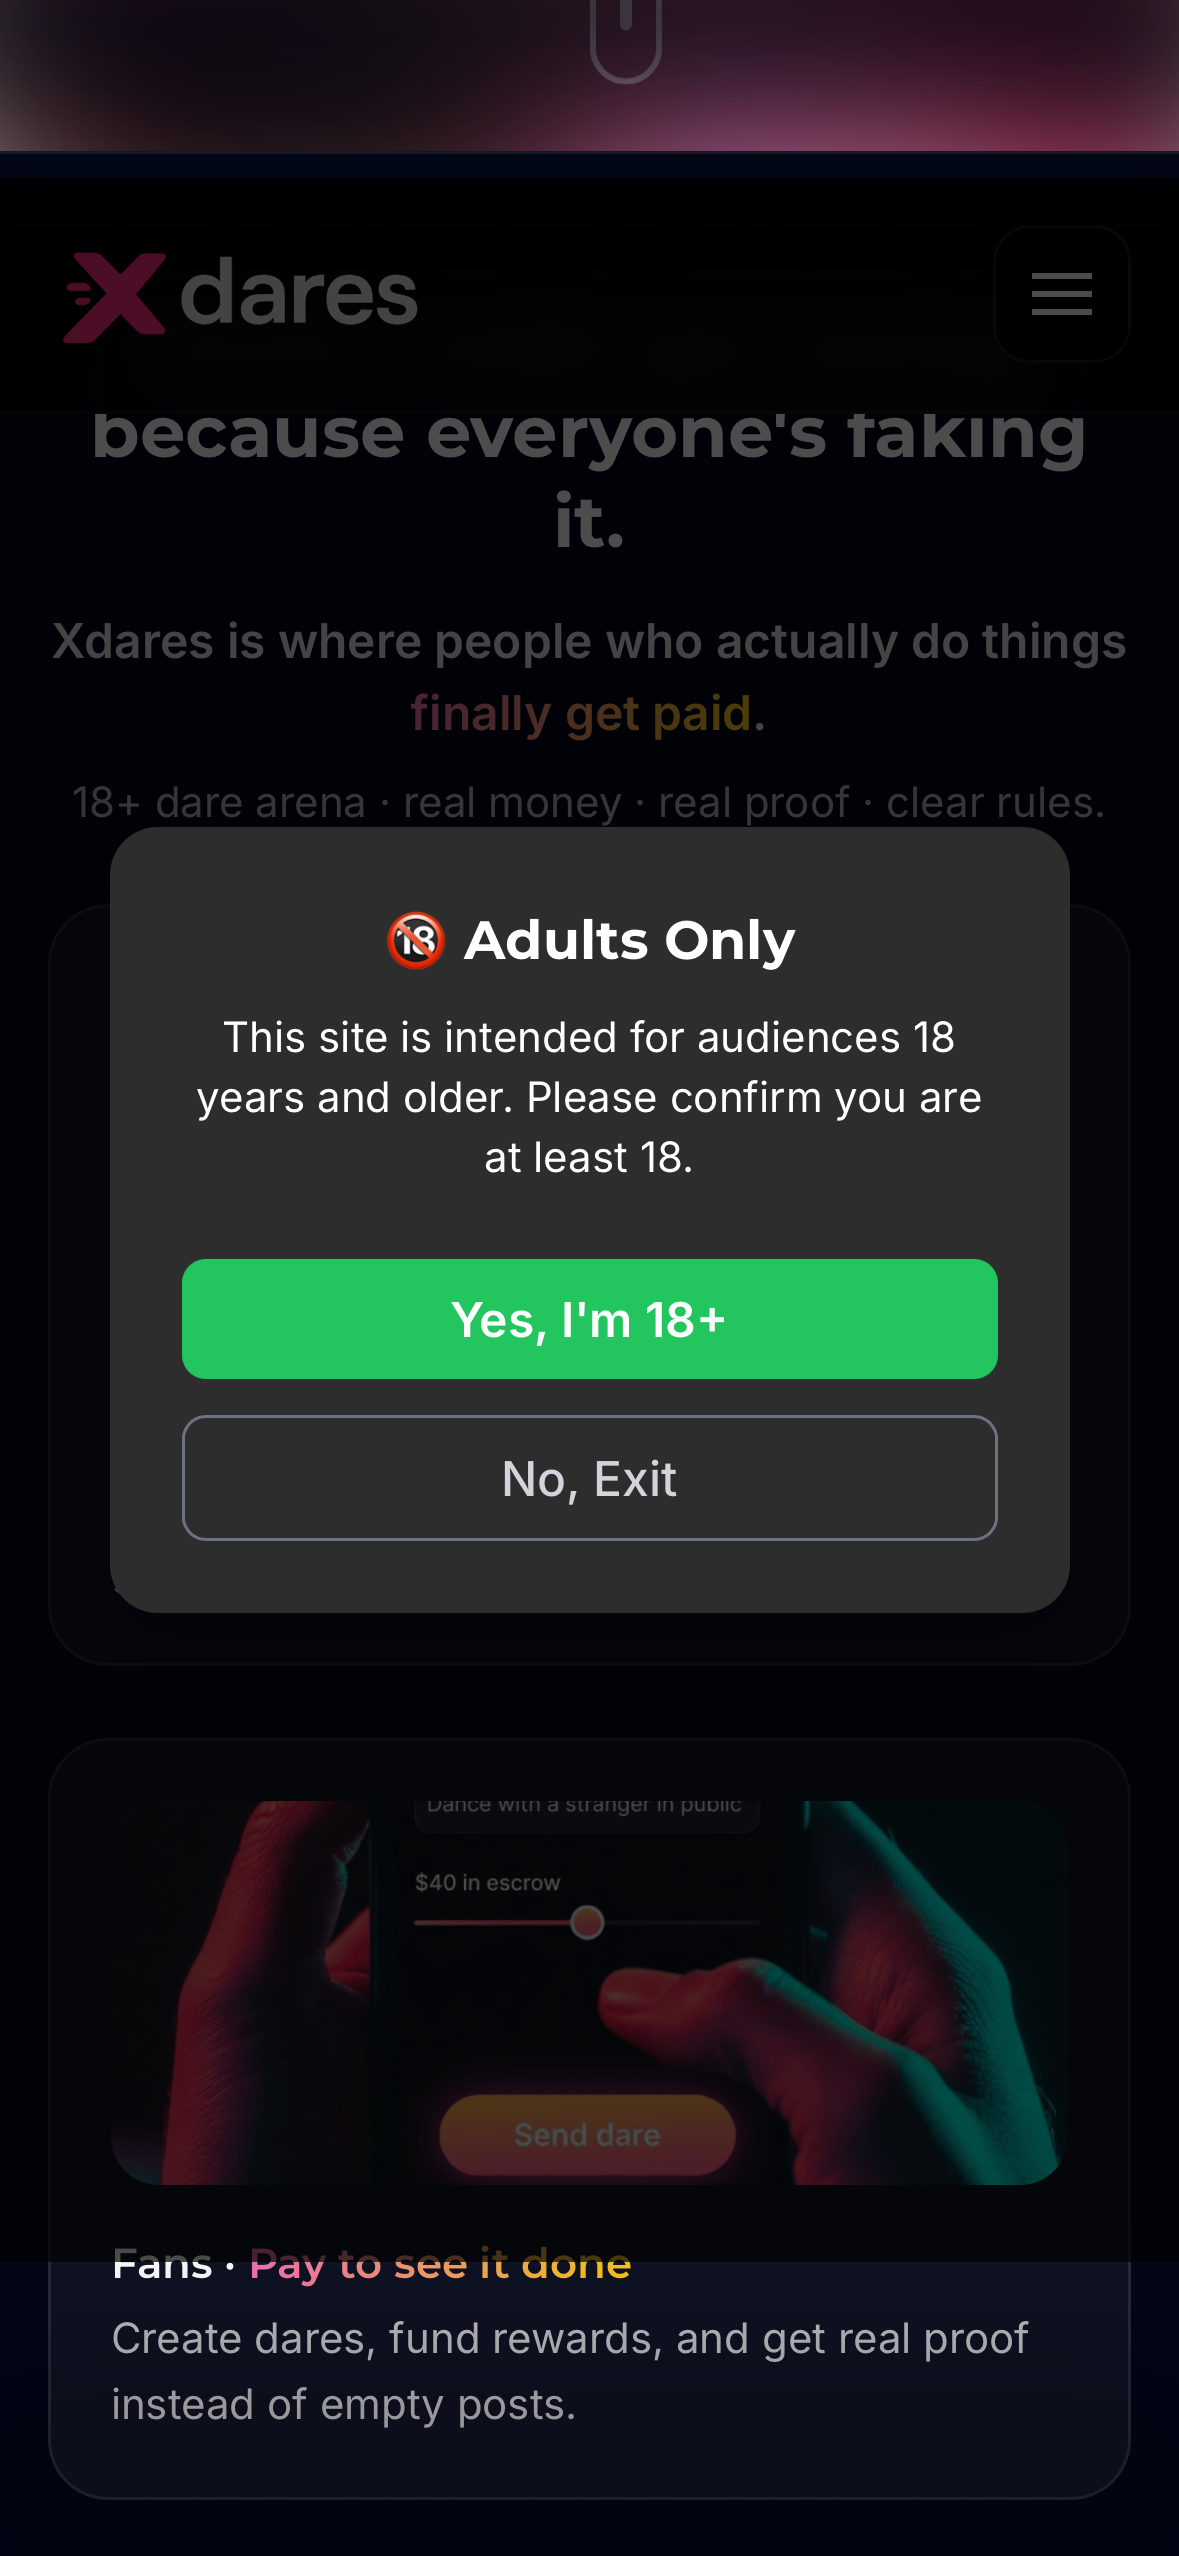 Xdares
because everyone's faking
it.
Xdares is where people who actually do things
finally get paid.
18+ dare arena · real money · real proof · clear rules.
🔞 Adults Only
This site is intended for audiences 18
years and older. Please confirm you are
at least 18.
Yes, I'm 18+
No, Exit
Dance with a stranger in public
$40 in escrow
Send dare
Fans · Pay to see it done
Create dares, fund rewards, and get real proof
instead of empty posts.